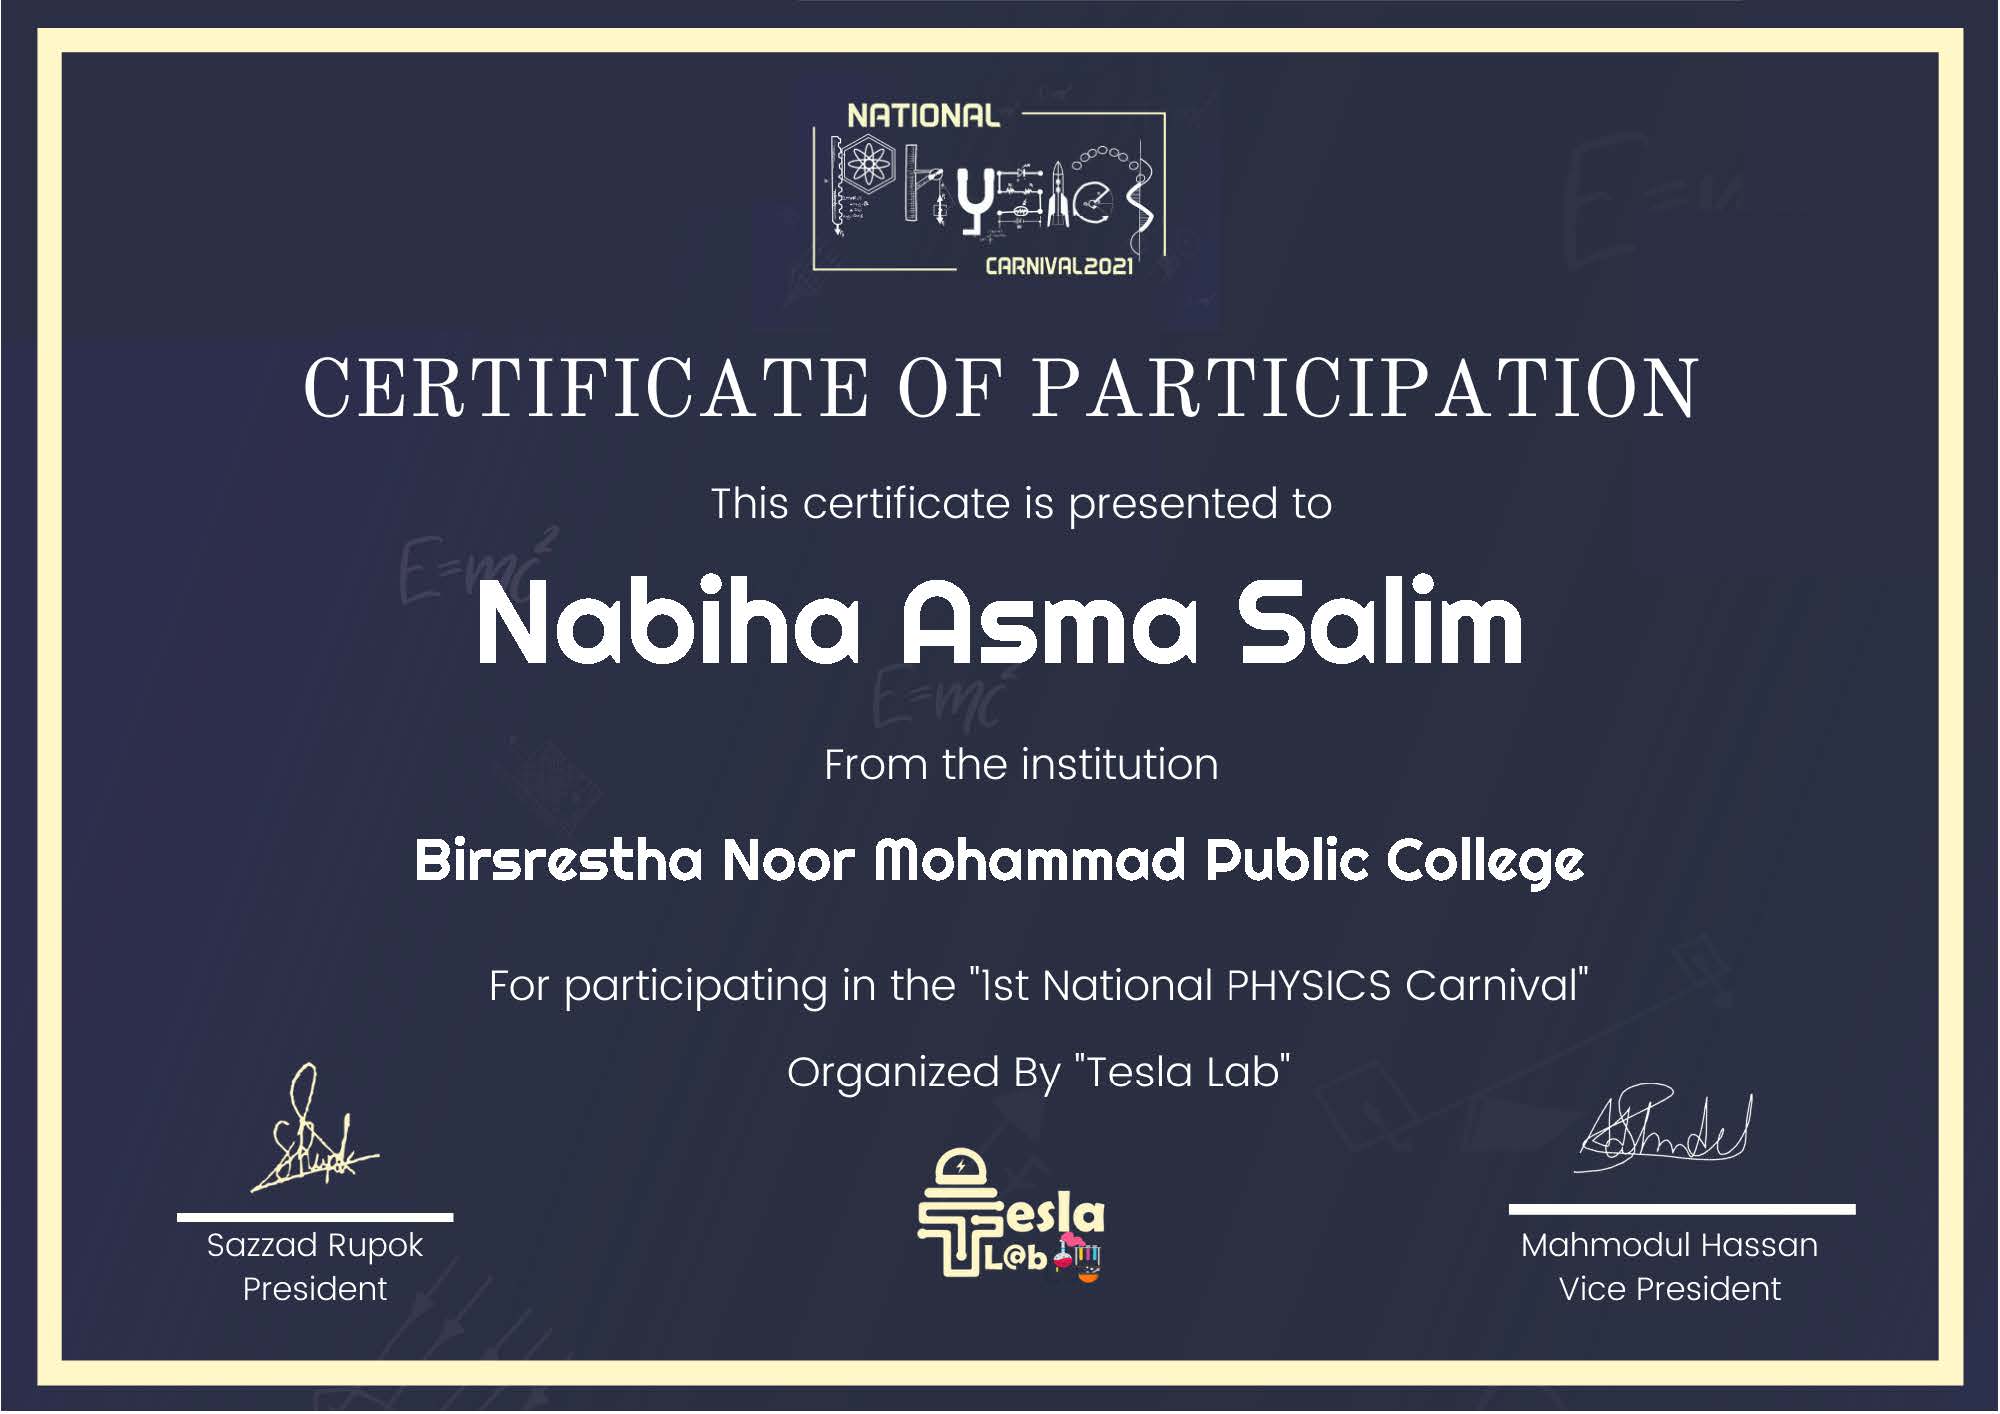 NATIONAL
Physics
CARNIVAL2021
CERTIFICATE OF PARTICIPATION
This certificate is presented to
E=mc²
Nabiha Asma Salim
E=mc²
From the institution
Birsrestha Noor Mohammad Public College
For participating in the "1st National PHYSICS Carnival"
Organized By "Tesla Lab"
Tesla
L@b
Sazzad Rupok
President
Mahmodul Hassan
Vice President